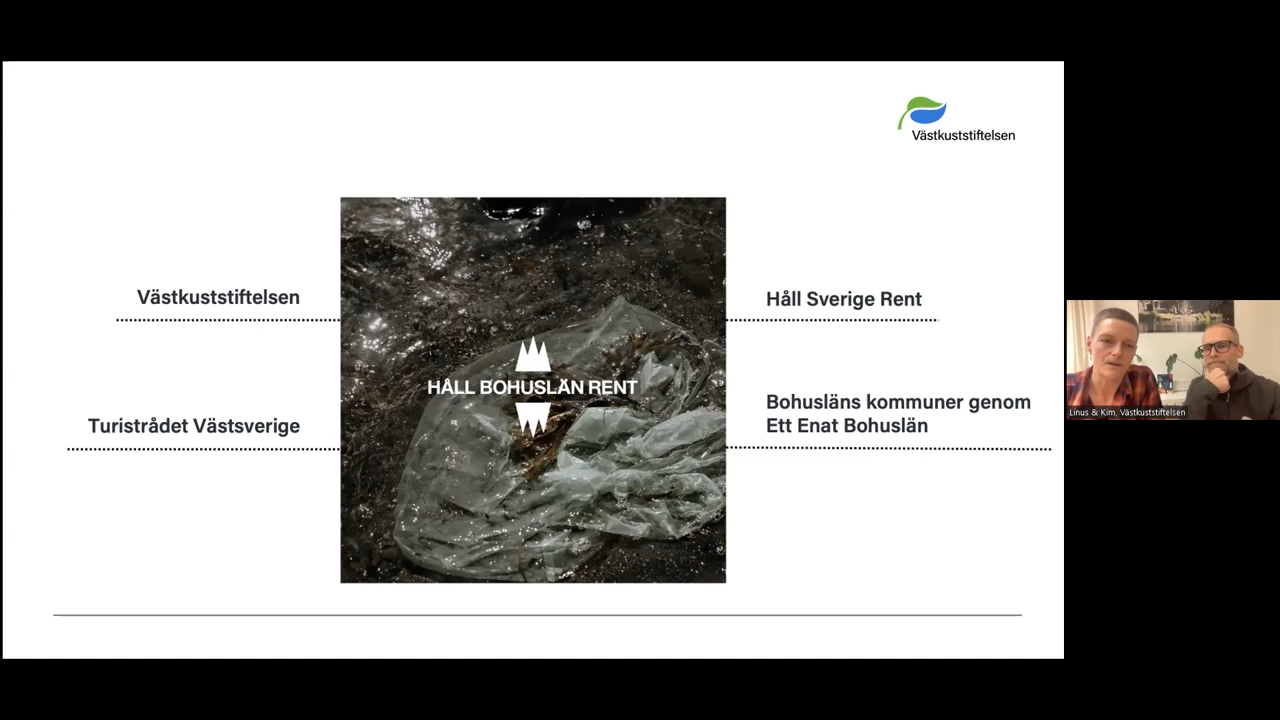 Västkuststiftelsen
Västkuststiftelsen
Håll Sverige Rent
HÅLL BOHUSLÄN RENT
Turistrådet Västsverige
Bohusläns kommuner genom
Ett Enat Bohuslän
Linus & Kim, Västkuststiftelsen